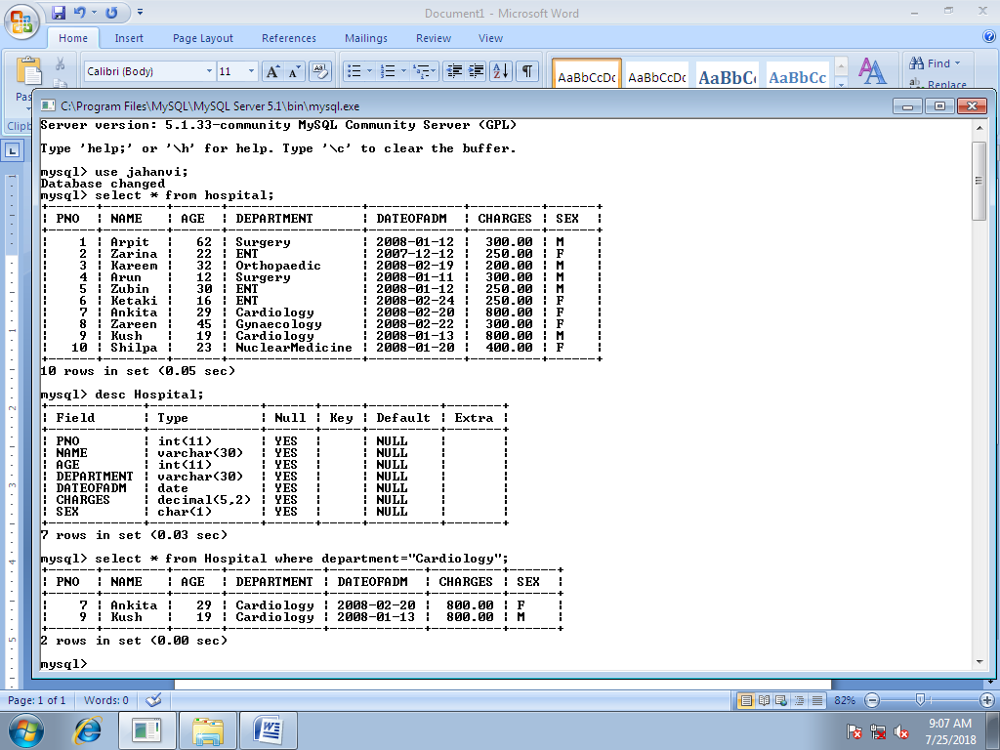 Document1 - Microsoft Word
Home Insert Page Layout References Mailings Review View
Calibri (Body) 11 AaBbCcDc AaBbCcDc AaBbC AaBbCc Find
Replace
Pas
Clipb
C:\Program Files\MySQL\MySQL Server 5.1\bin\mysql.exe
Server version: 5.1.33-community MySQL Community Server (GPL)
Type 'help;' or '\h' for help. Type '\c' to clear the buffer.
mysql> use jahanvi;
Database changed
mysql> select * from hospital;
+------+---------+------+-----------------+------------+---------+------+
| PNO | NAME | AGE | DEPARTMENT | DATEOFADM | CHARGES | SEX |
+------+---------+------+-----------------+------------+---------+------+
| 1 | Arpit | 62 | Surgery | 2008-01-12 | 300.00 | M |
| 2 | Zarina | 22 | ENT | 2007-12-12 | 250.00 | F |
| 3 | Kareem | 32 | Orthopaedic | 2008-02-19 | 200.00 | M |
| 4 | Arun | 12 | Surgery | 2008-01-11 | 300.00 | M |
| 5 | Zubin | 30 | ENT | 2008-01-12 | 250.00 | M |
| 6 | Ketaki | 16 | ENT | 2008-02-24 | 250.00 | F |
| 7 | Ankita | 29 | Cardiology | 2008-02-20 | 800.00 | F |
| 8 | Zareen | 45 | Gynaecology | 2008-02-22 | 300.00 | F |
| 9 | Kush | 19 | Cardiology | 2008-01-13 | 800.00 | M |
| 10 | Shilpa | 23 | NuclearMedicine | 2008-01-20 | 400.00 | F |
+------+---------+------+-----------------+------------+---------+------+
10 rows in set (0.05 sec)
mysql> desc Hospital;
+------------+--------------+------+-----+---------+-------+
| Field | Type | Null | Key | Default | Extra |
+------------+--------------+------+-----+---------+-------+
| PNO | int(11) | YES | | NULL | |
| NAME | varchar(30) | YES | | NULL | |
| AGE | int(11) | YES | | NULL | |
| DEPARTMENT | varchar(30) | YES | | NULL | |
| DATEOFADM | date | YES | | NULL | |
| CHARGES | decimal(5,2) | YES | | NULL | |
| SEX | char(1) | YES | | NULL | |
+------------+--------------+------+-----+---------+-------+
7 rows in set (0.03 sec)
mysql> select * from Hospital where department="Cardiology";
+------+--------+------+------------+------------+---------+------+
| PNO | NAME | AGE | DEPARTMENT | DATEOFADM | CHARGES | SEX |
+------+--------+------+------------+------------+---------+------+
| 7 | Ankita | 29 | Cardiology | 2008-02-20 | 800.00 | F |
| 9 | Kush | 19 | Cardiology | 2008-01-13 | 800.00 | M |
+------+--------+------+------------+------------+---------+------+
2 rows in set (0.00 sec)
mysql>
Page: 1 of 1 Words: 0 82%
9:07 AM
7/25/2018